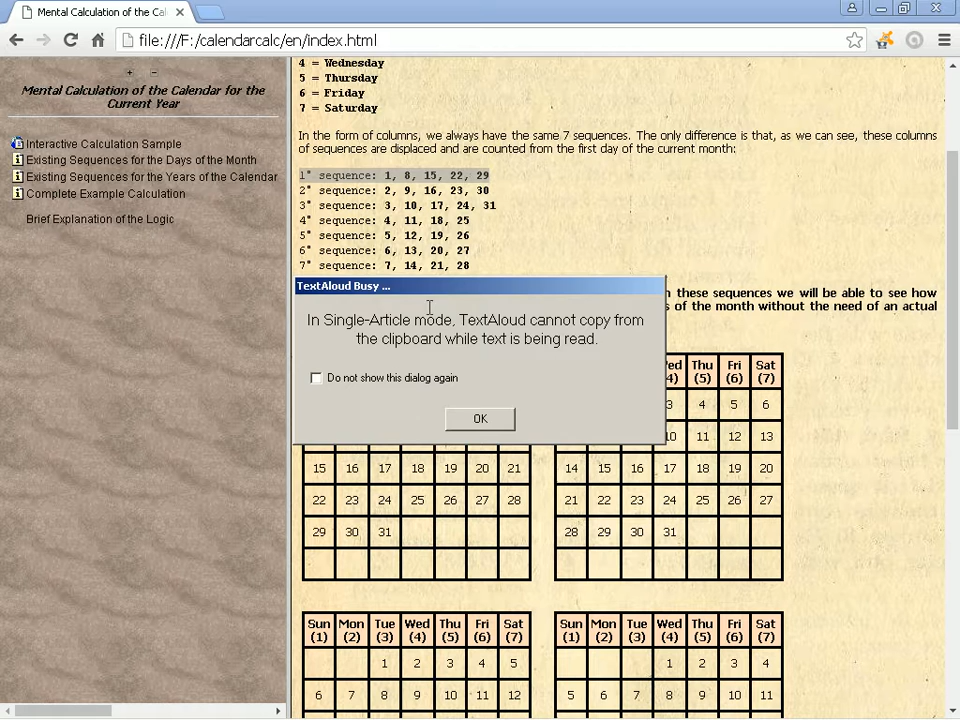 Mental Calculation of the Cal
file:///F:/calendarcalc/en/index.html
+ -
Mental Calculation of the Calendar for the
Current Year
Interactive Calculation Sample
Existing Sequences for the Days of the Month
Existing Sequences for the Years of the Calendar
Complete Example Calculation
Brief Explanation of the Logic
4 = Wednesday
5 = Thursday
6 = Friday
7 = Saturday
In the form of columns, we always have the same 7 sequences. The only difference is that, as we can see, these columns
of sequences are displaced and are counted from the first day of the current month:
1° sequence: 1, 8, 15, 22, 29
2° sequence: 2, 9, 16, 23, 30
3° sequence: 3, 10, 17, 24, 31
4° sequence: 4, 11, 18, 25
5° sequence: 5, 12, 19, 26
6° sequence: 6, 13, 20, 27
7° sequence: 7, 14, 21, 28
these sequences we will be able to see how
of the month without the need of an actual
TextAloud Busy ...
In Single-Article mode, TextAloud cannot copy from
the clipboard while text is being read.
Do not show this dialog again
OK
15 16 17 18 19 20 21
22 23 24 25 26 27 28
29 30 31
Thu Fri Sat
(4) (5) (6) (7)
3 4 5 6
10 11 12 13
14 15 16 17 18 19 20
21 22 23 24 25 26 27
28 29 30 31
Sun Mon Tue Wed Thu Fri Sat
(1) (2) (3) (4) (5) (6) (7)
1 2 3 4 5
6 7 8 9 10 11 12
Sun Mon Tue Wed Thu Fri Sat
(1) (2) (3) (4) (5) (6) (7)
1 2 3 4
5 6 7 8 9 10 11